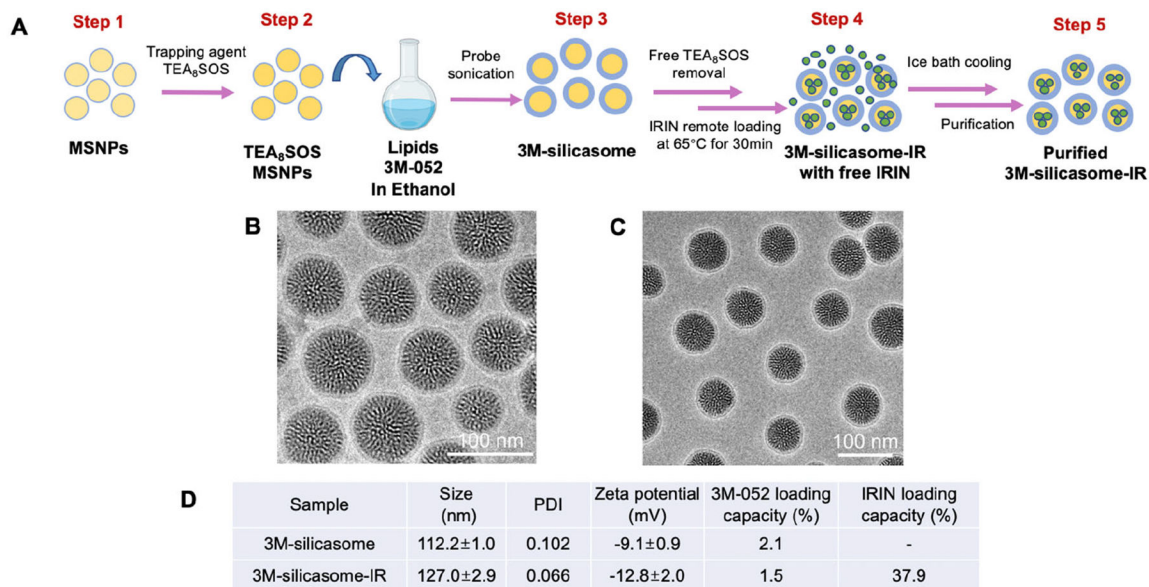 A
Step 1
Step 2
Step 3
Step 4
Step 5
Trapping agent
TEA₈SOS
Probe
sonication
Free TEA₈SOS
removal
IRIN remote loading
at 65°C for 30min
Ice bath cooling
Purification
MSNPs
TEA₈SOS
MSNPs
Lipids
3M-052
In Ethanol
3M-silicasome
3M-silicasome-IR
with free IRIN
Purified
3M-silicasome-IR
B
100 nm
C
100 nm
D
Sample Size (nm) PDI Zeta potential (mV) 3M-052 loading capacity (%) IRIN loading capacity (%)
3M-silicasome 112.2±1.0 0.102 -9.1±0.9 2.1 -
3M-silicasome-IR 127.0±2.9 0.066 -12.8±2.0 1.5 37.9